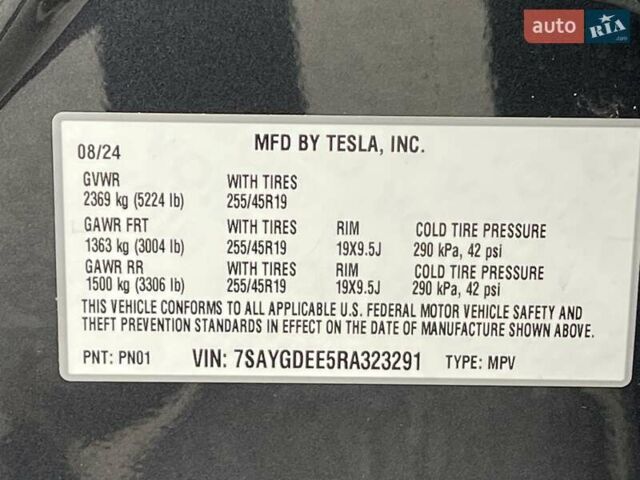 auto RIA.com
MFD BY TESLA, INC.
08/24
GVWR WITH TIRES
2369 kg (5224 lb) 255/45R19
GAWR FRT WITH TIRES RIM COLD TIRE PRESSURE
1363 kg (3004 lb) 255/45R19 19X9.5J 290 kPa, 42 psi
GAWR RR WITH TIRES RIM COLD TIRE PRESSURE
1500 kg (3306 lb) 255/45R19 19X9.5J 290 kPa, 42 psi
THIS VEHICLE CONFORMS TO ALL APPLICABLE U.S. FEDERAL MOTOR VEHICLE SAFETY AND
THEFT PREVENTION STANDARDS IN EFFECT ON THE DATE OF MANUFACTURE SHOWN ABOVE.
PNT: PN01 VIN: 7SAYGDEE5RA323291 TYPE: MPV